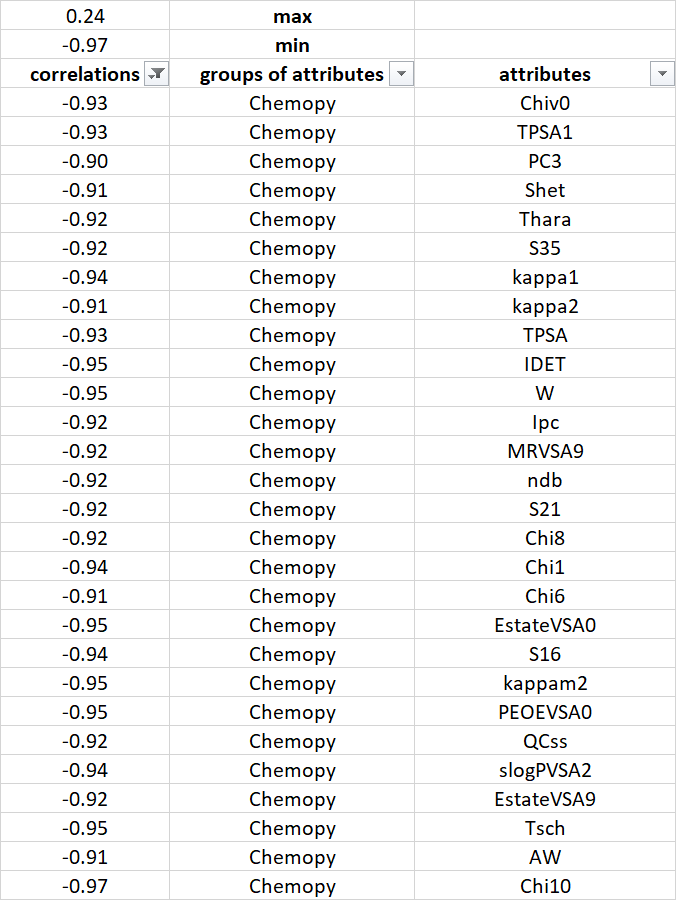 0.24 max
-0.97 min
correlations groups of attributes attributes
-0.93 Chemopy Chiv0
-0.93 Chemopy TPSA1
-0.90 Chemopy PC3
-0.91 Chemopy Shet
-0.92 Chemopy Thara
-0.92 Chemopy S35
-0.94 Chemopy kappa1
-0.91 Chemopy kappa2
-0.93 Chemopy TPSA
-0.95 Chemopy IDET
-0.95 Chemopy W
-0.92 Chemopy Ipc
-0.92 Chemopy MRVSA9
-0.92 Chemopy ndb
-0.92 Chemopy S21
-0.92 Chemopy Chi8
-0.94 Chemopy Chi1
-0.91 Chemopy Chi6
-0.95 Chemopy EstateVSA0
-0.94 Chemopy S16
-0.95 Chemopy kappam2
-0.95 Chemopy PEOEVSA0
-0.92 Chemopy QCss
-0.94 Chemopy slogPVSA2
-0.92 Chemopy EstateVSA9
-0.95 Chemopy Tsch
-0.91 Chemopy AW
-0.97 Chemopy Chi10